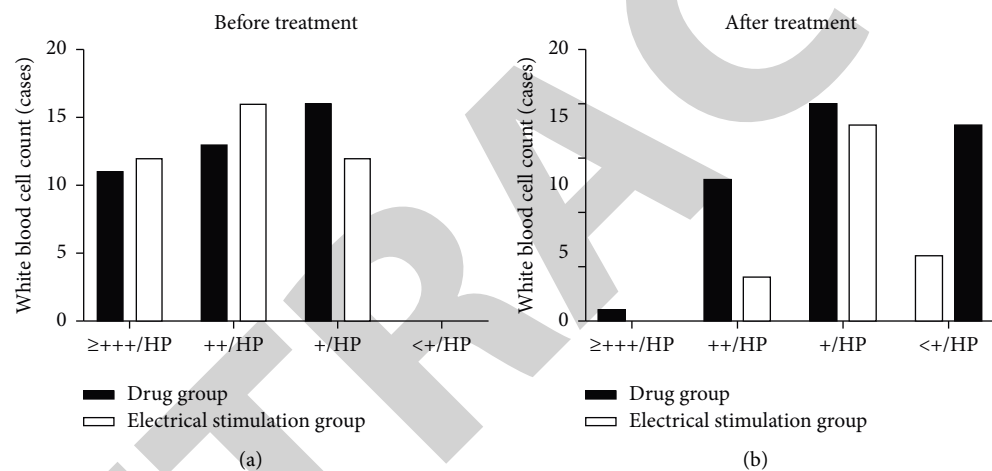 Before treatment
20
15
10
5
0
White blood cell count (cases)
≥+++/HP ++/HP +/HP <+/HP
Drug group
Electrical stimulation group
(a)
After treatment
20
15
10
5
0
White blood cell count (cases)
≥+++/HP ++/HP +/HP <+/HP
Drug group
Electrical stimulation group
(b)
TRAC